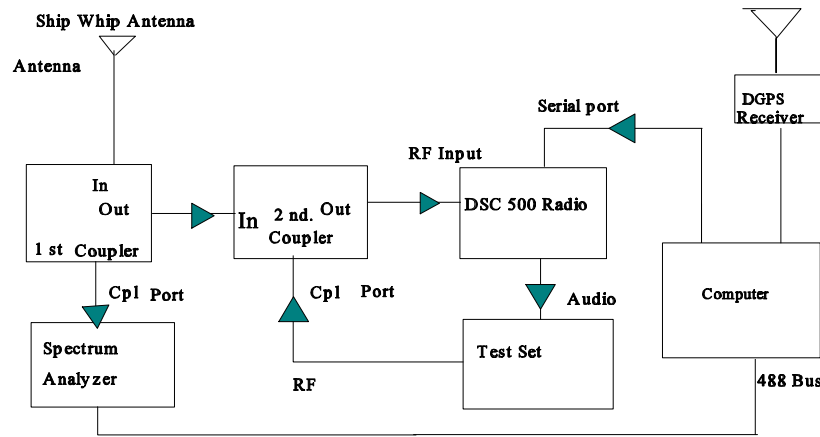 Ship Whip Antenna
Antenna
DGPS
Receiver
Serial port
RF Input
In
Out
1 st Coupler
In 2 nd. Out
Coupler
DSC 500 Radio
Cpl Port
Cpl Port
Audio
Computer
Spectrum
Analyzer
Test Set
RF
488 Bus